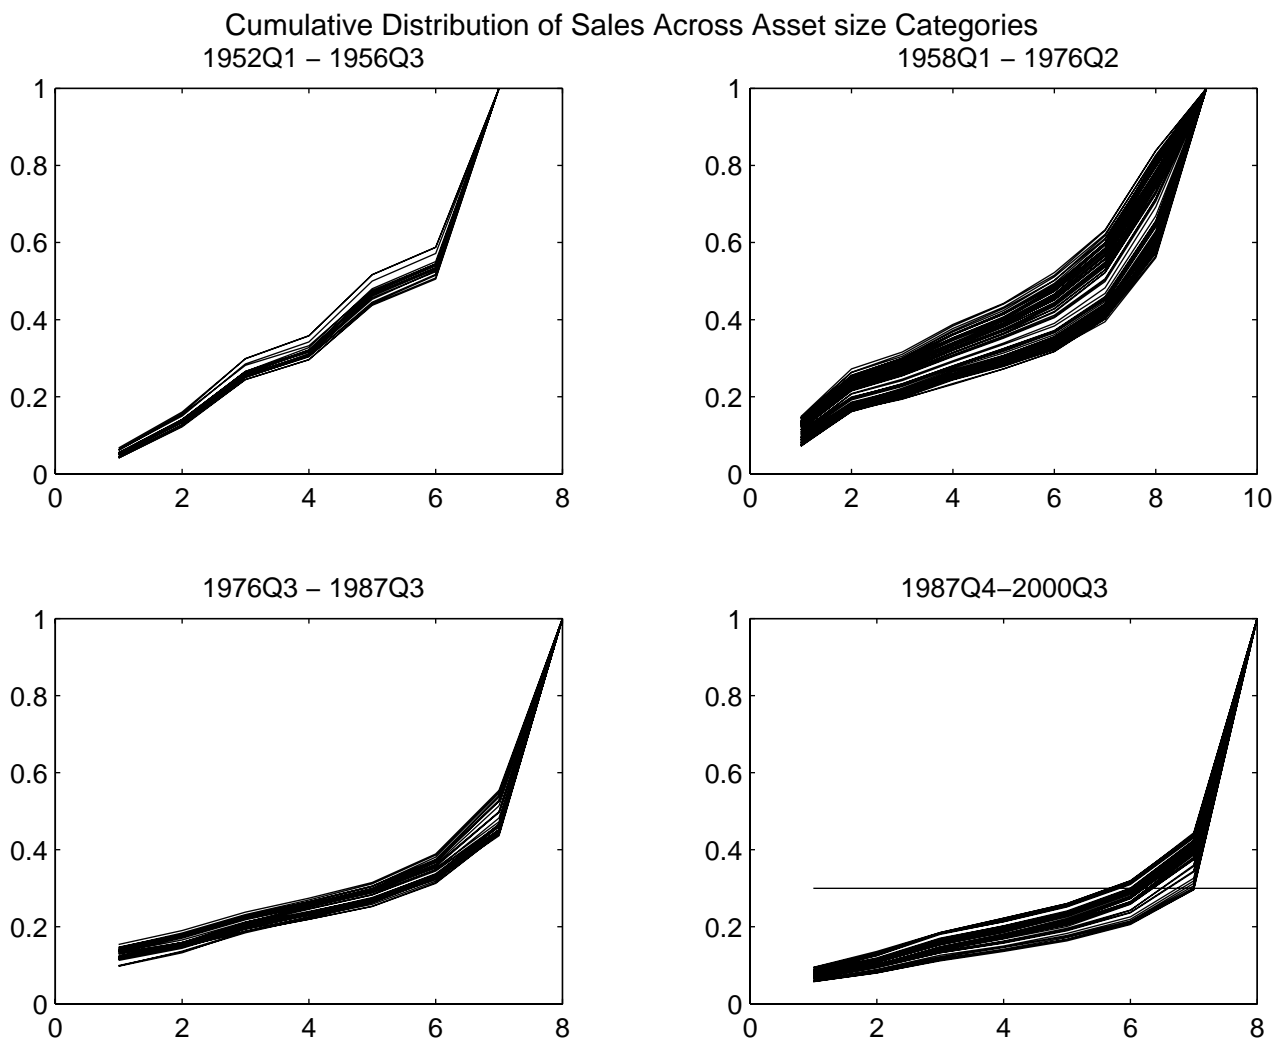 Cumulative Distribution of Sales Across Asset size Categories
1952Q1 − 1956Q3
1958Q1 − 1976Q2
1
0.8
0.6
0.4
0.2
0
0 2 4 6 8
1
0.8
0.6
0.4
0.2
0
0 2 4 6 8 10
1976Q3 − 1987Q3
1987Q4−2000Q3
1
0.8
0.6
0.4
0.2
0
0 2 4 6 8
1
0.8
0.6
0.4
0.2
0
0 2 4 6 8